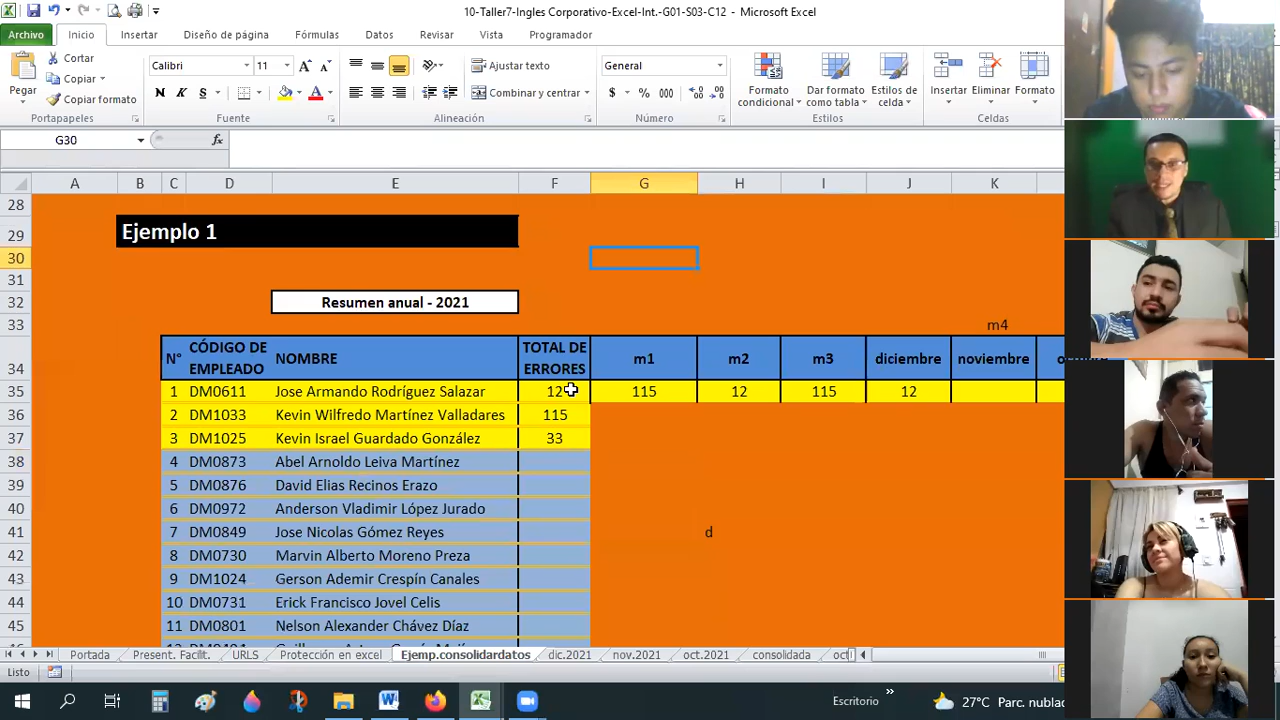 10-Taller7-Ingles Corporativo-Excel-Int.-G01-S03-C12 - Microsoft Excel
Archivo Inicio Insertar Diseño de página Fórmulas Datos Revisar Vista Programador
Cortar
Copiar
Copiar formato
Pegar
Portapapeles
Calibri 11
N K S
Fuente
Ajustar texto
Combinar y centrar
Alineación
General
$ % 000
Número
Formato condicional
Dar formato como tabla
Estilos de celda
Estilos
Insertar Eliminar Formato
Celdas
G30 fx
A B C D E F G H I J K
28
29 Ejemplo 1
30
31
32 Resumen anual - 2021
33 m4
34 N° CÓDIGO DE EMPLEADO NOMBRE TOTAL DE ERRORES m1 m2 m3 diciembre noviembre
35 1 DM0611 Jose Armando Rodríguez Salazar 12 115 12 115 12
36 2 DM1033 Kevin Wilfredo Martínez Valladares 115
37 3 DM1025 Kevin Israel Guardado González 33
38 4 DM0873 Abel Arnoldo Leiva Martínez
39 5 DM0876 David Elias Recinos Erazo
40 6 DM0972 Anderson Vladimir López Jurado
41 7 DM0849 Jose Nicolas Gómez Reyes d
42 8 DM0730 Marvin Alberto Moreno Preza
43 9 DM1024 Gerson Ademir Crespín Canales
44 10 DM0731 Erick Francisco Jovel Celis
45 11 DM0801 Nelson Alexander Chávez Díaz
Portada Present. Facilit. URLS Protección en excel Ejemp.consolidardatos dic.2021 nov.2021 oct.2021 consolidada oct
Listo
Escritorio » 27°C Parc. nubla